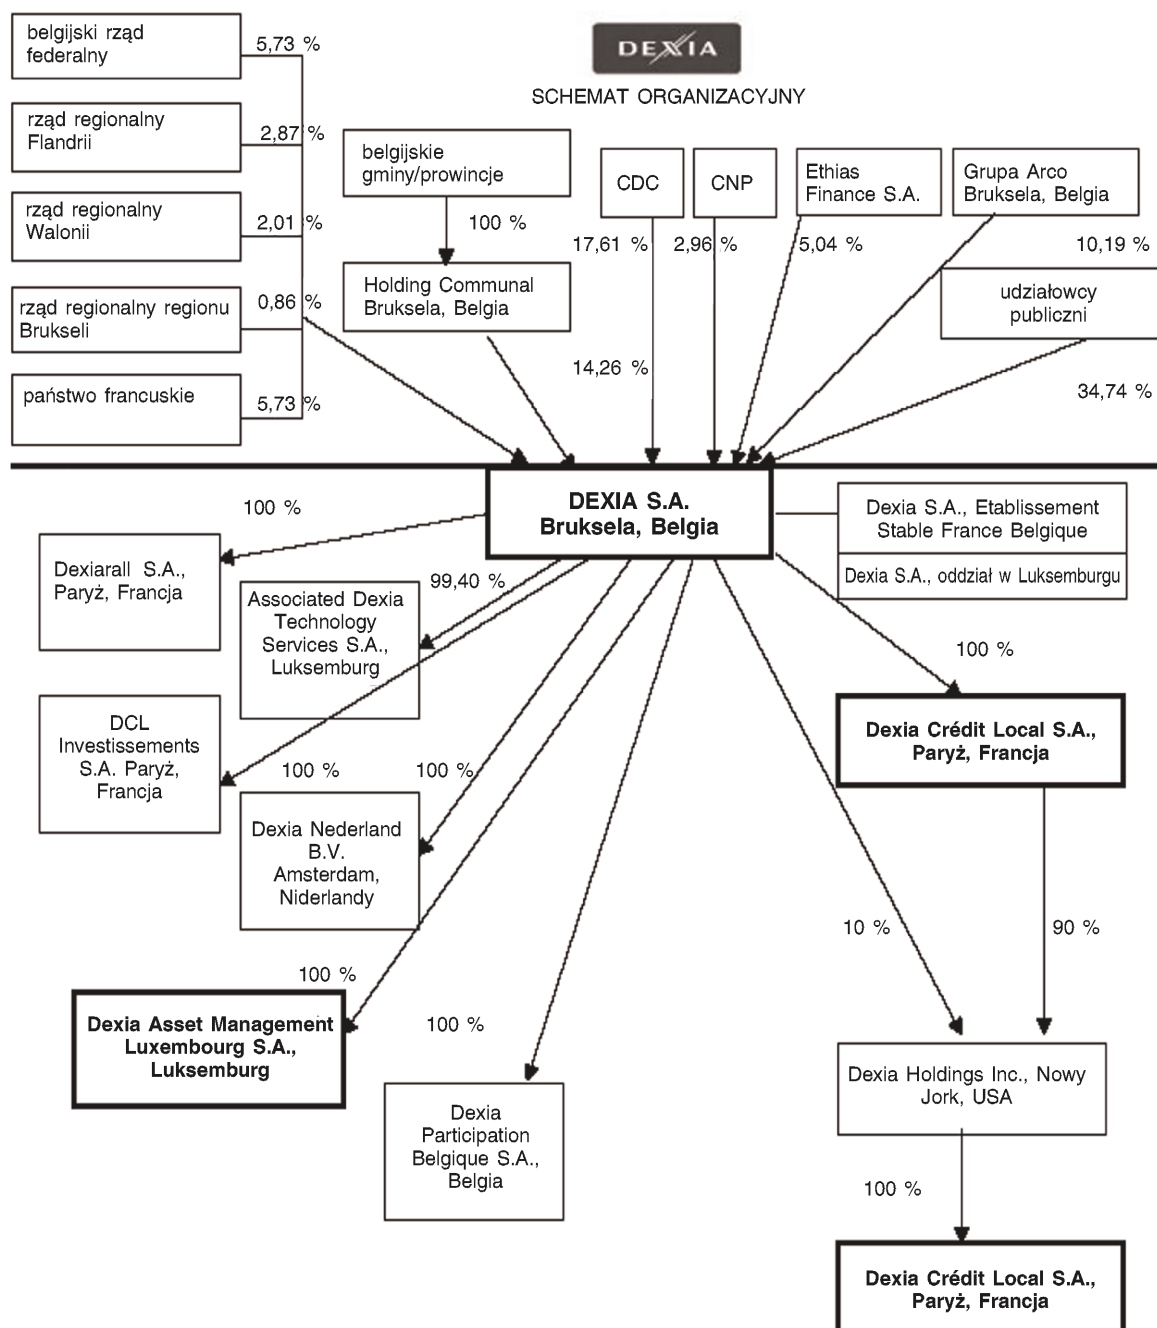 belgijski rząd
federalny
5,73 %
DEXIA
SCHEMAT ORGANIZACYJNY
rząd regionalny
Flandrii
2,87 %
belgijskie
gminy/prowincje
CDC
CNP
Ethias
Finance S.A.
Grupa Arco
Bruksela, Belgia
rząd regionalny
Walonii
2,01 %
100 %
17,61 %
2,96 %
5,04 %
10,19 %
Holding Communal
Bruksela, Belgia
udziałowcy
publiczni
rząd regionalny regionu
Brukseli
0,86 %
14,26 %
34,74 %
państwo francuskie
5,73 %
DEXIA S.A.
Bruksela, Belgia
Dexia S.A., Etablissement
Stable France Belgique
Dexia S.A., oddział w Luksemburgu
100 %
Dexiarall S.A.,
Paryż, Francja
99,40 %
Associated Dexia
Technology
Services S.A.,
Luksemburg
100 %
Dexia Crédit Local S.A.,
Paryż, Francja
DCL
Investissements
S.A. Paryż,
Francja
100 %
100 %
Dexia Nederland
B.V.
Amsterdam,
Niderlandy
10 %
90 %
100 %
Dexia Asset Management
Luxembourg S.A.,
Luksemburg
100 %
Dexia Holdings Inc., Nowy
Jork, USA
Dexia
Participation
Belgique S.A.,
Belgia
100 %
Dexia Crédit Local S.A.,
Paryż, Francja